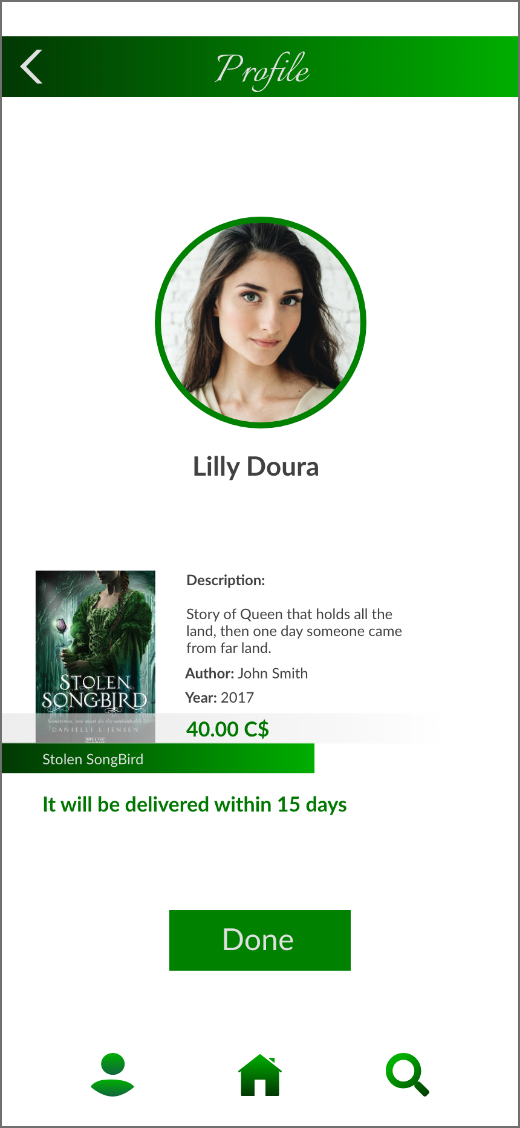 Profile
Lilly Doura
Description:
Story of Queen that holds all the
land, then one day someone came
from far land.
Author: John Smith
Year: 2017
40.00 C$
STOLEN
SONGBIRD
DANIELLE L. JENSEN
Stolen SongBird
It will be delivered within 15 days
Done